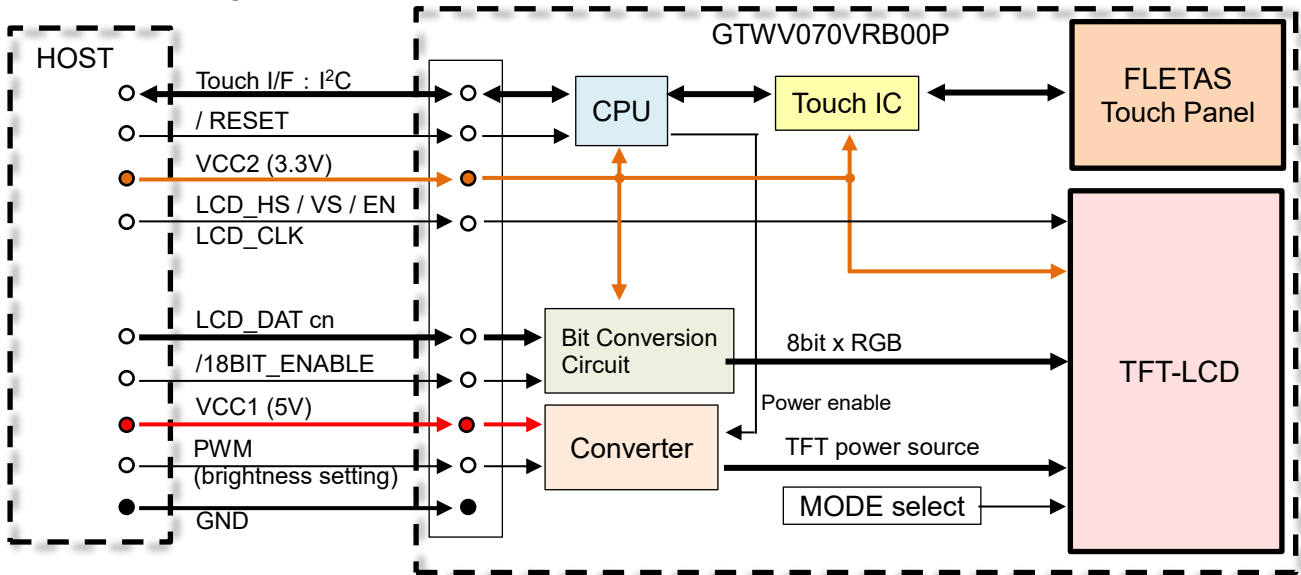 GTWV070VRB00P
HOST
Touch I/F : I²C
/ RESET
VCC2 (3.3V)
LCD_HS / VS / EN
LCD_CLK
LCD_DAT cn
/18BIT_ENABLE
VCC1 (5V)
PWM
(brightness setting)
GND
CPU
Touch IC
FLETAS
Touch Panel
Bit Conversion
Circuit
8bit x RGB
TFT-LCD
Power enable
Converter
TFT power source
MODE select